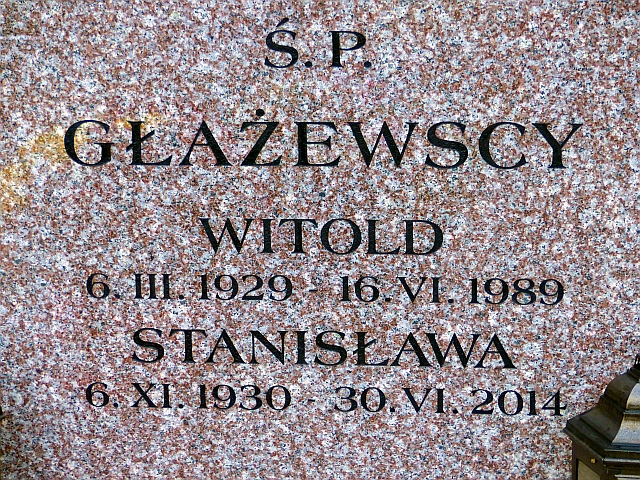 Ś.P.
GŁAŻEWSCY
WITOLD
6.III.1929 - 16.VI.1989
STANISŁAWA
6.XI.1930 - 30.VI.2014